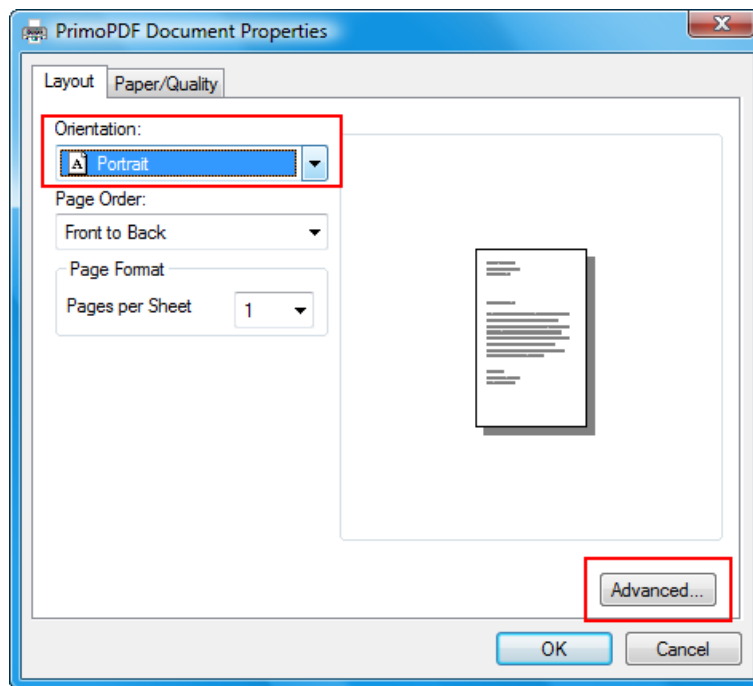 PrimoPDF Document Properties
Layout
Paper/Quality
Orientation:
Portrait
Page Order:
Front to Back
Page Format
Pages per Sheet
1
Advanced...
OK
Cancel